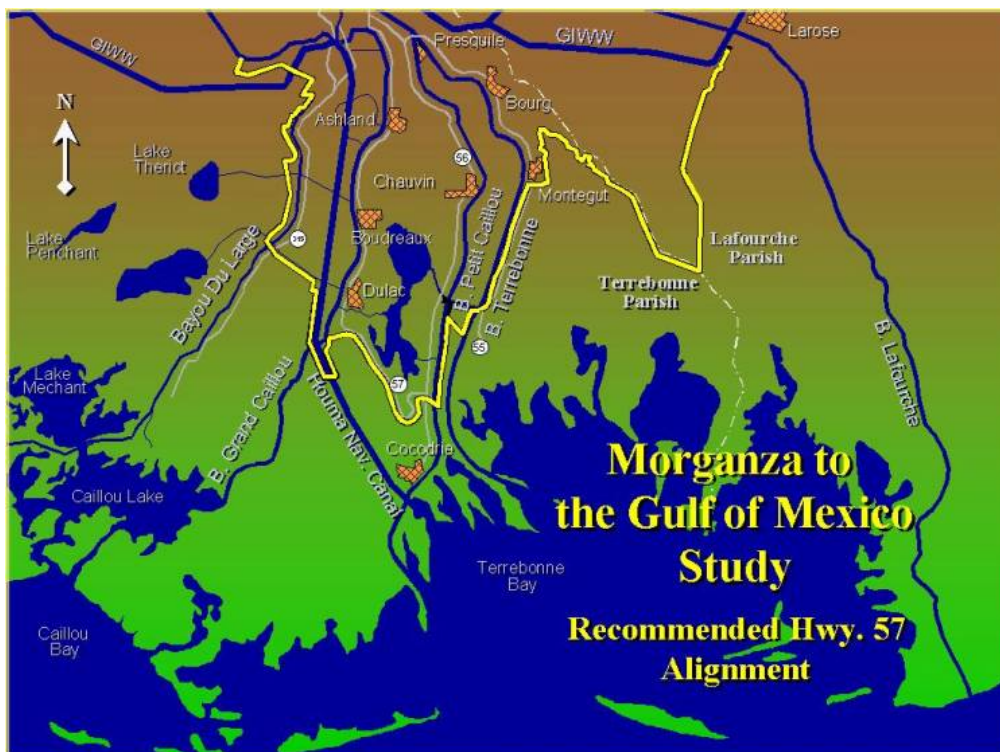 GIWW
Presquile
GIWW
Larose
N
Ashland
Bourg
Lake
Theriot
56
Chauvin
Montegut
Lake
Penchant
Bayou Du Large
315
Boudreaux
B. Petit Caillou
B. Terrebonne
Lafourche
Parish
Terrebonne
Parish
Dulac
55
57
B. Lafourche
Lake
Mechant
B. Grand Caillou
Houma Nav. Canal
Cocodrie
Caillou Lake
Morganza to
the Gulf of Mexico
Study
Terrebonne
Bay
Recommended Hwy. 57
Alignment
Caillou
Bay